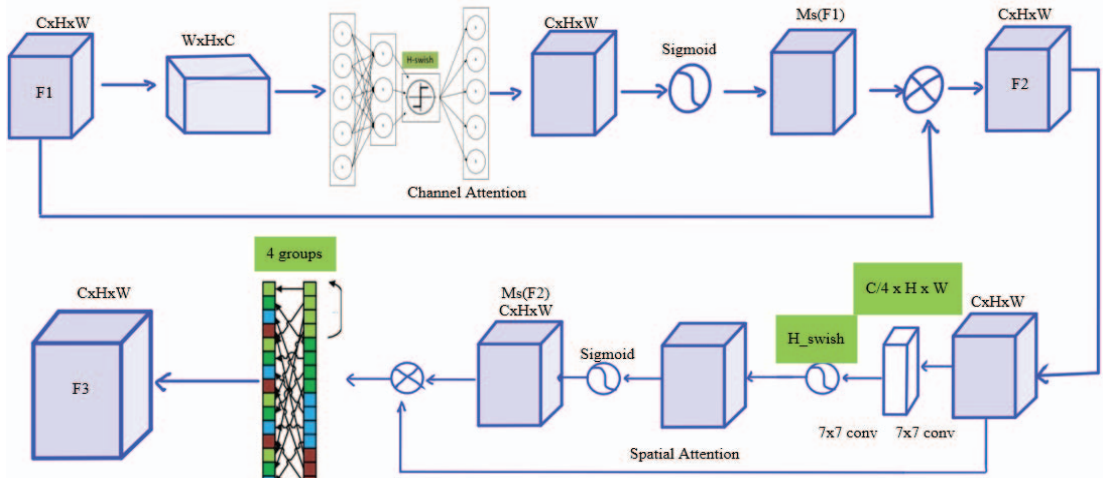 CxHxW
WxHxC
H-swish
CxHxW
Sigmoid
Ms(F1)
CxHxW
F1
F2
Channel Attention
4 groups
CxHxW
Ms(F2)
CxHxW
C/4 x H x W
CxHxW
H_swish
Sigmoid
F3
7x7 conv
7x7 conv
Spatial Attention